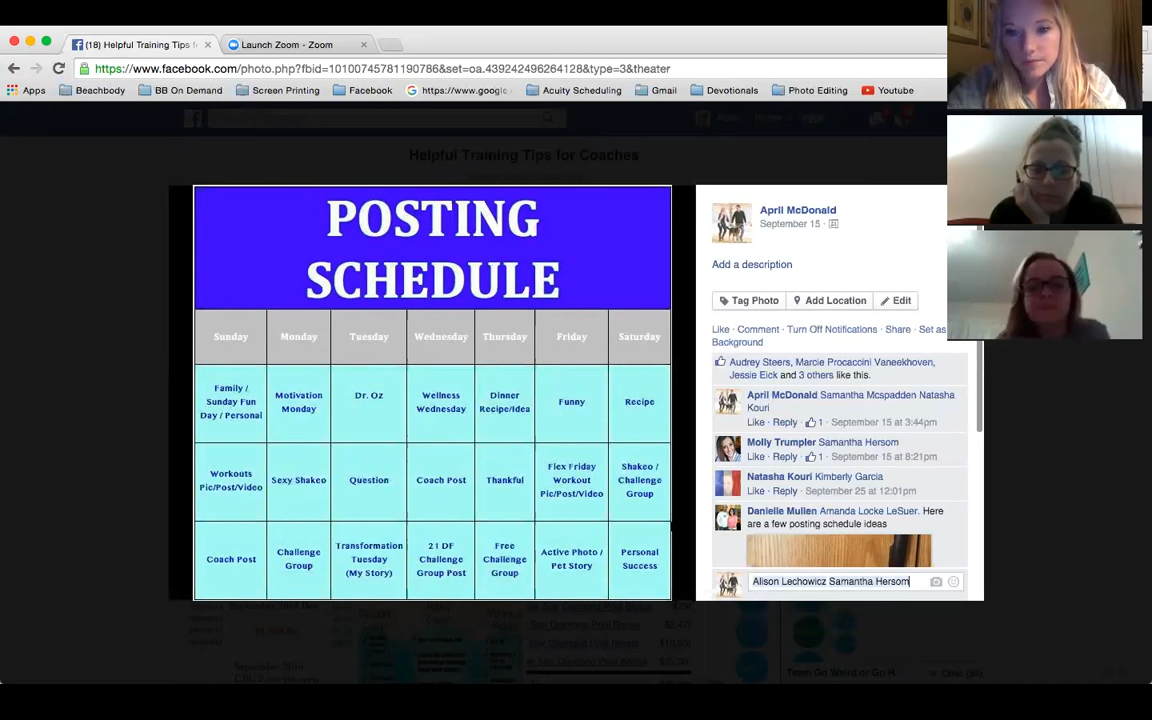 (18) Helpful Training Tips f
Launch Zoom - Zoom
https://www.facebook.com/photo.php?fbid=10100745781190786&set=oa.439242496264128&type=3&theater
Apps Beachbody BB On Demand Screen Printing Facebook https://www.google Acuity Scheduling Gmail Devotionals Photo Editing Youtube
Helpful Training Tips for Coaches
POSTING
SCHEDULE
Sunday Monday Tuesday Wednesday Thursday Friday Saturday
Family /
Sunday Fun
Day / Personal
Motivation
Monday
Dr. Oz
Wellness
Wednesday
Dinner
Recipe/Idea
Funny
Recipe
Workouts
Pic/Post/Video
Sexy Shakeo
Question
Coach Post
Thankful
Flex Friday
Workout
Pic/Post/Video
Shakeo /
Challenge
Group
Coach Post
Challenge
Group
Transformation
Tuesday
(My Story)
21 DF
Challenge
Group Post
Free
Challenge
Group
Active Photo /
Pet Story
Personal
Success
April McDonald
September 15 ·
Add a description
Tag Photo Add Location Edit
Like · Comment · Turn Off Notifications · Share · Set as
Background
Audrey Steers, Marcie Procaccini Vaneekhoven,
Jessie Eick and 3 others like this.
April McDonald Samantha Mcspadden Natasha
Kouri
Like · Reply · 1 · September 15 at 3:44pm
Molly Trumpler Samantha Hersom
Like · Reply · 1 · September 15 at 8:21pm
Natasha Kouri Kimberly Garcia
Like · Reply · September 25 at 12:01pm
Danielle Mullen Amanda Locke LeSuer. Here
are a few posting schedule ideas
Alison Lechowicz Samantha Hersom